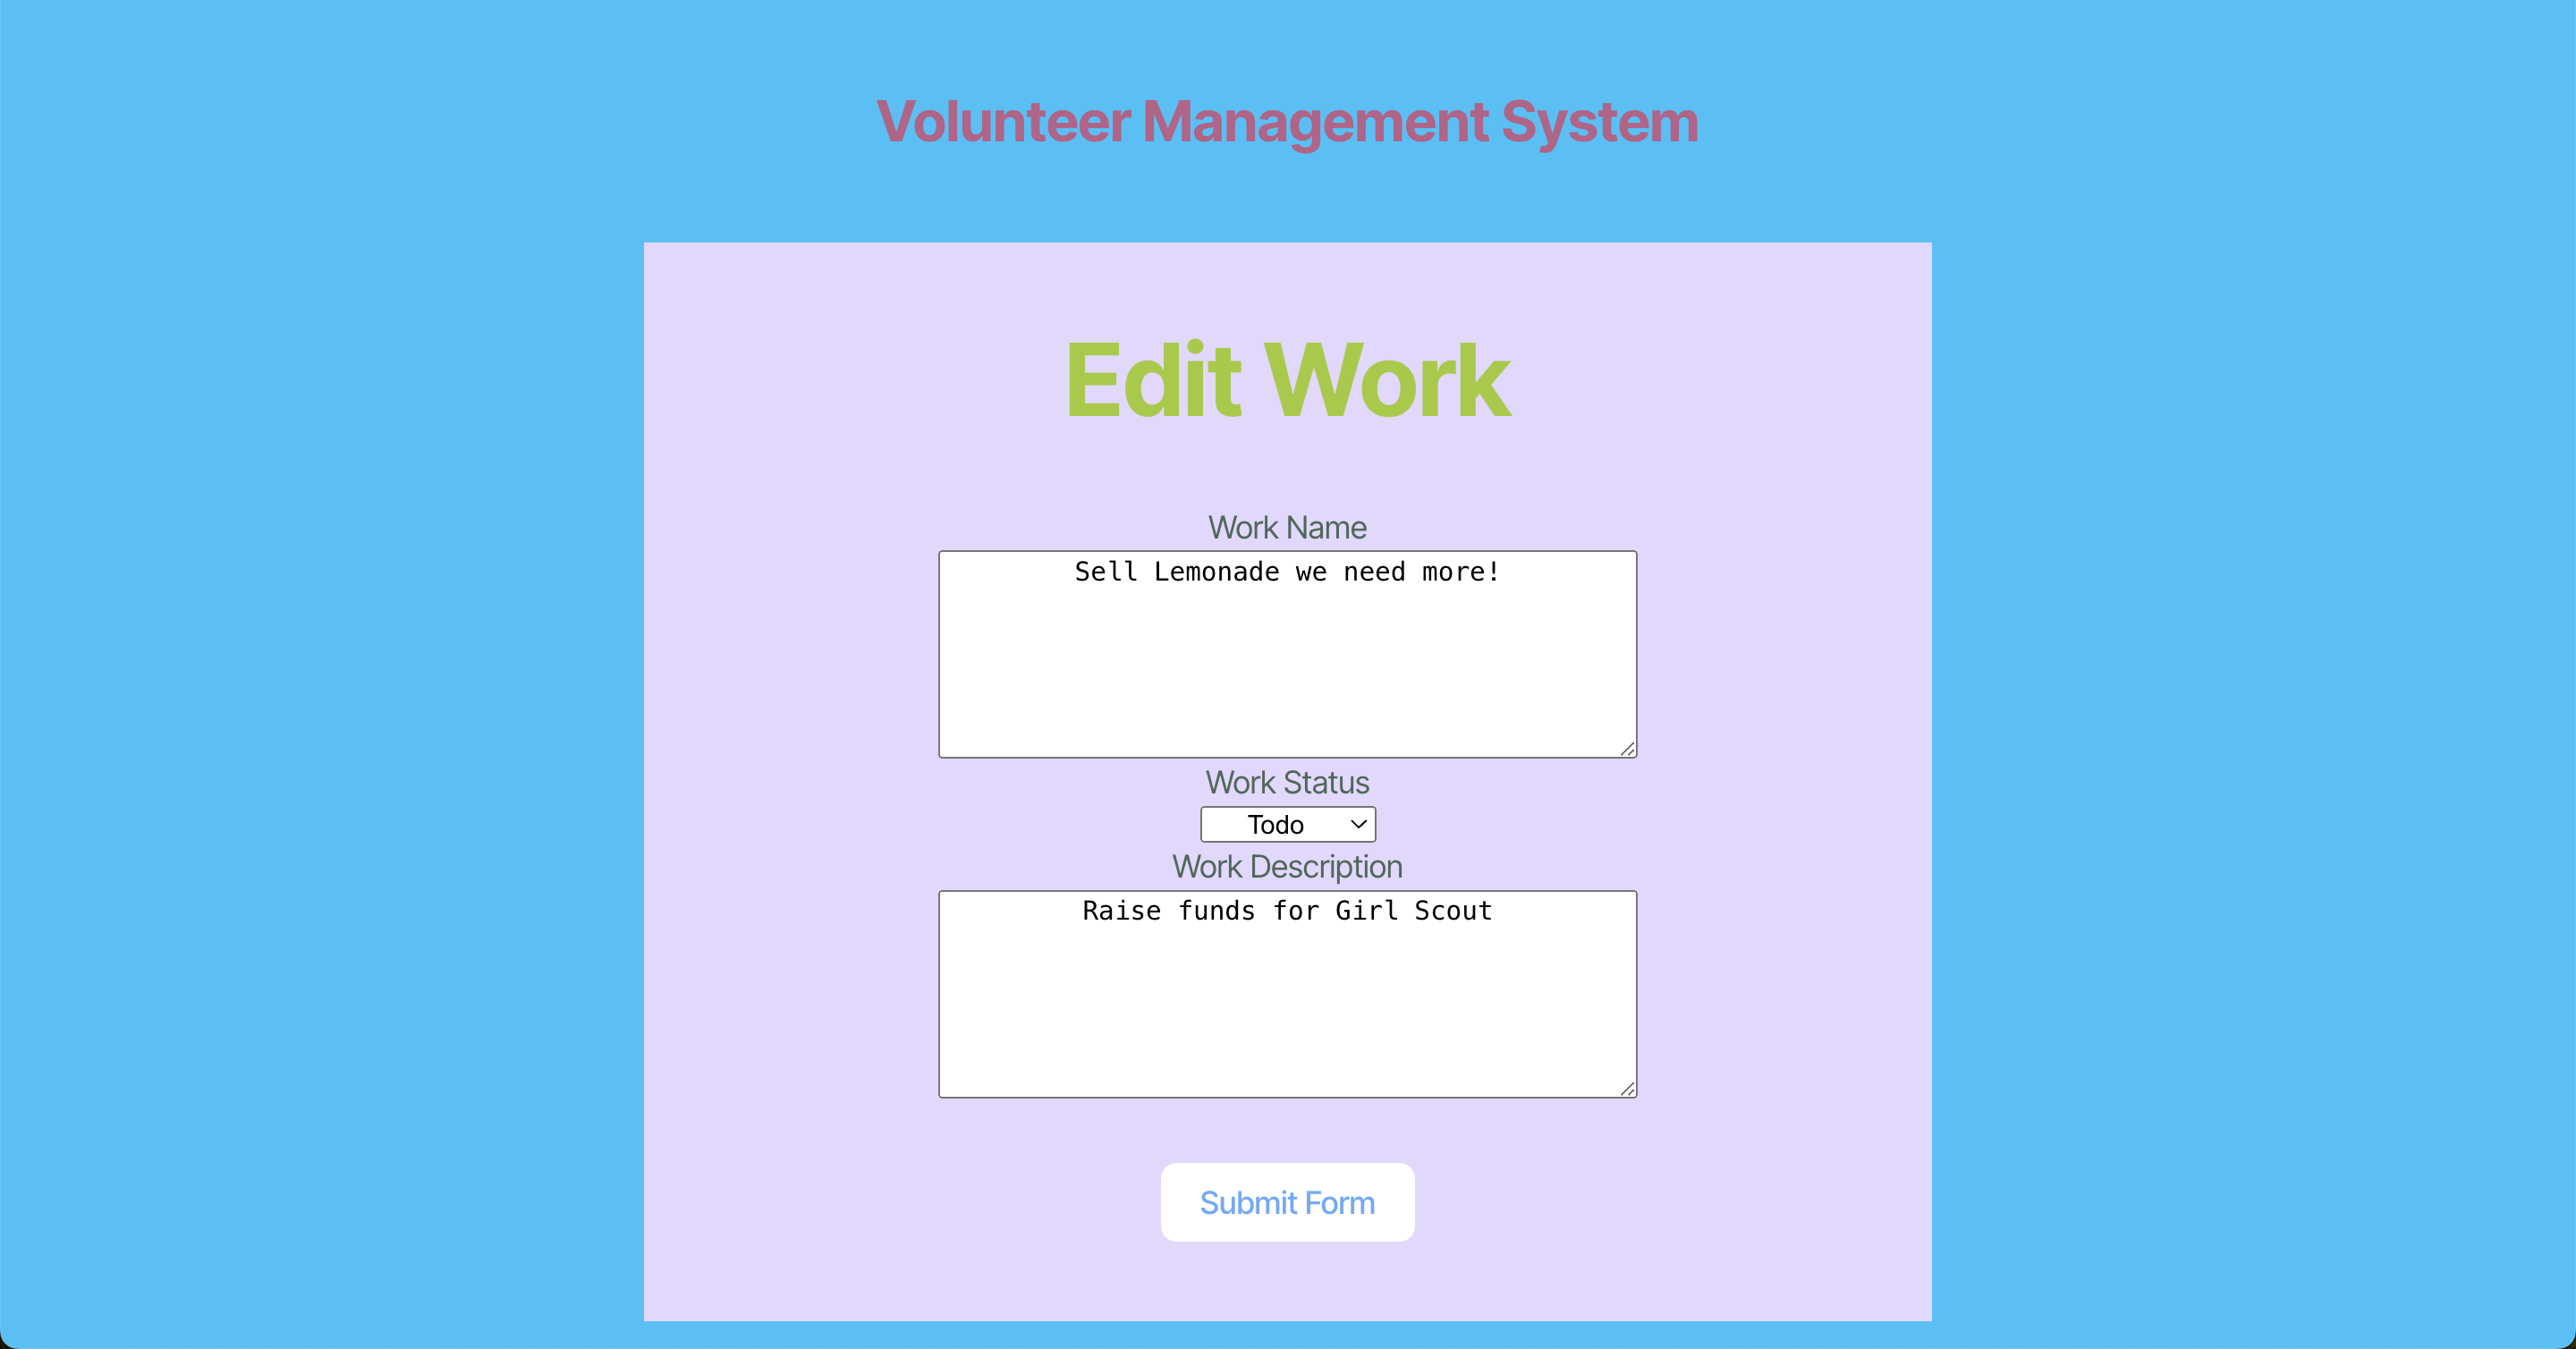 Volunteer Management System
Edit Work
Work Name
Sell Lemonade we need more!
Work Status
Todo
Work Description
Raise funds for Girl Scout
Submit Form